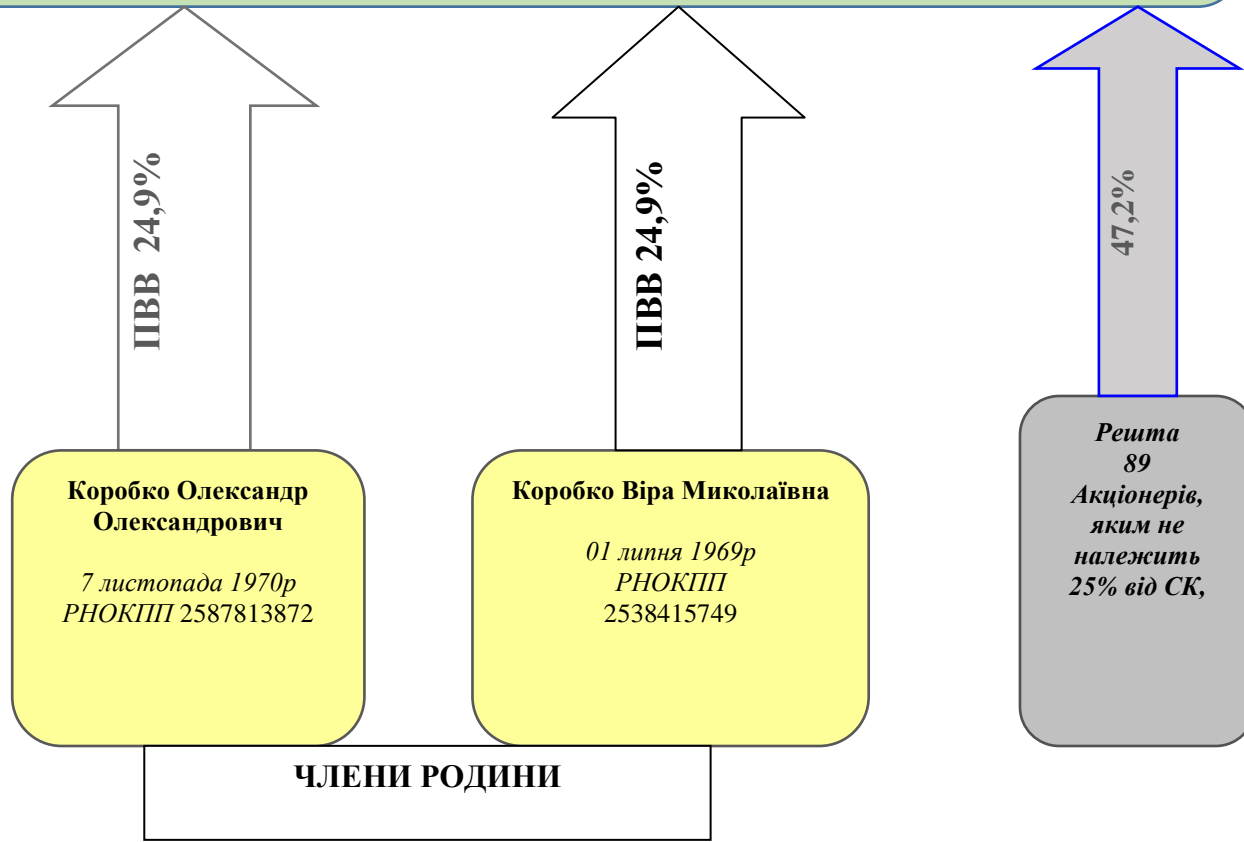 ПВВ 24,9%
ПВВ 24,9%
47,2%
Коробко Олександр
Олександрович
7 листопада 1970р
РНОКПП 2587813872
Коробко Віра Миколаївна
01 липня 1969р
РНОКПП
2538415749
Решта
89
Акціонерів,
яким не
належить
25% від СК,
ЧЛЕНИ РОДИНИ